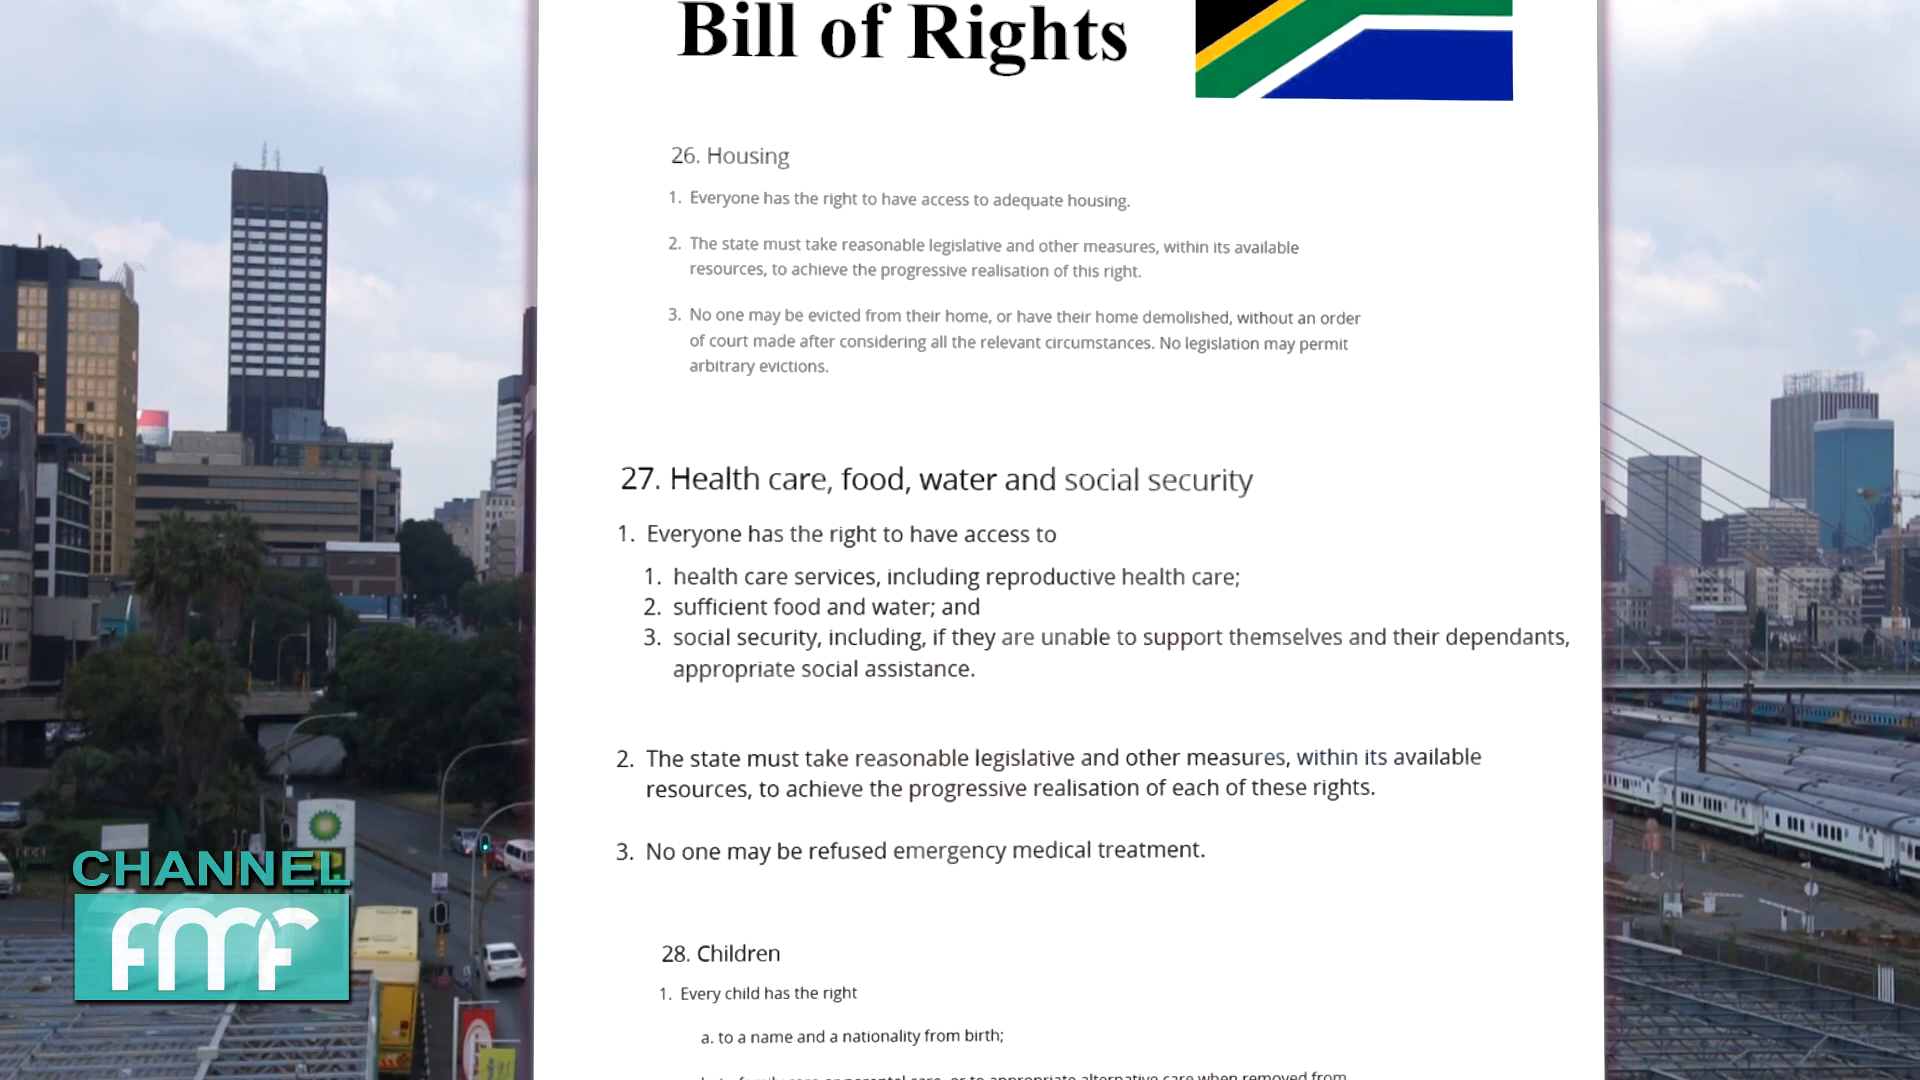 Bill of Rights
26. Housing
1. Everyone has the right to have access to adequate housing.
2. The state must take reasonable legislative and other measures, within its available
resources, to achieve the progressive realisation of this right.
3. No one may be evicted from their home, or have their home demolished, without an order
of court made after considering all the relevant circumstances. No legislation may permit
arbitrary evictions.
27. Health care, food, water and social security
1. Everyone has the right to have access to
1. health care services, including reproductive health care;
2. sufficient food and water; and
3. social security, including, if they are unable to support themselves and their dependants,
appropriate social assistance.
2. The state must take reasonable legislative and other measures, within its available
resources, to achieve the progressive realisation of each of these rights.
3. No one may be refused emergency medical treatment.
28. Children
1. Every child has the right
a. to a name and a nationality from birth;
CHANNEL
FMF